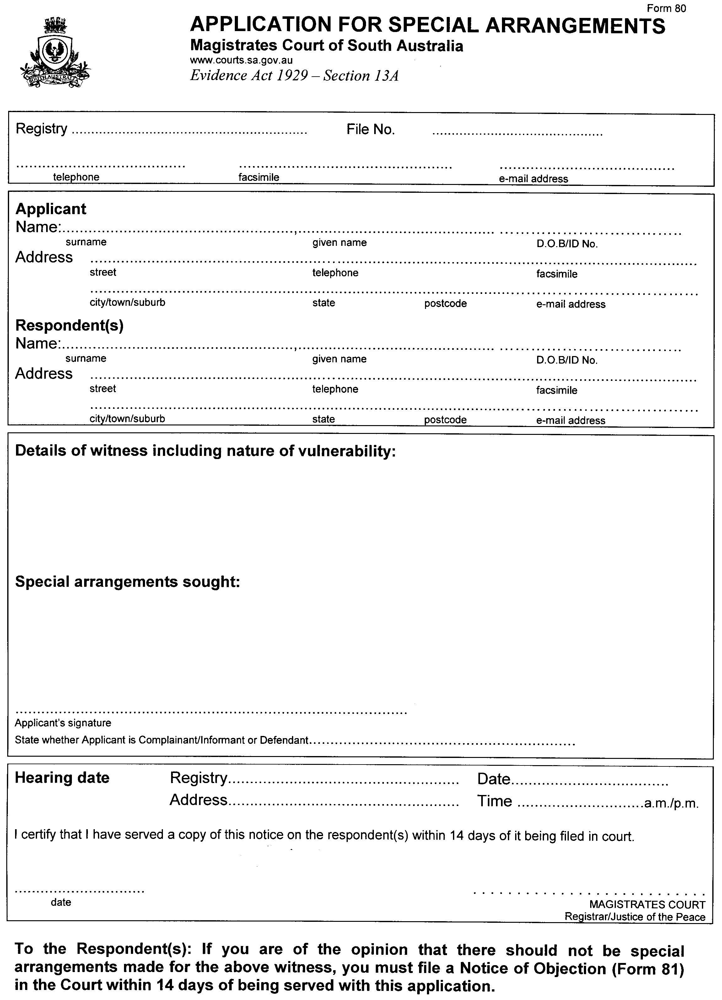 Form 80
APPLICATION FOR SPECIAL ARRANGEMENTS
Magistrates Court of South Australia
www.courts.sa.gov.au
Evidence Act 1929 – Section 13A
SOUTH AUSTRALIA
Registry ........................................................ File No. ........................................
telephone facsimile e-mail address
Applicant
Name:........................................................,........................................................ ........................................
surname given name D.O.B/ID No.
Address ................................................................................................................
street telephone facsimile
................................................................................................................
city/town/suburb state postcode e-mail address
Respondent(s)
Name:........................................................,........................................................ ........................................
surname given name D.O.B/ID No.
Address ................................................................................................................
street telephone facsimile
................................................................................................................
city/town/suburb state postcode e-mail address
Details of witness including nature of vulnerability:
Special arrangements sought:
................................................................................
Applicant's signature
State whether Applicant is Complainant/Informant or Defendant............................................................
Hearing date Registry.................................................... Date....................................
Address.................................................... Time ............................a.m./p.m.
I certify that I have served a copy of this notice on the respondent(s) within 14 days of it being filed in court.
.............................. ............................
date MAGISTRATES COURT
Registrar/Justice of the Peace
To the Respondent(s): If you are of the opinion that there should not be special
arrangements made for the above witness, you must file a Notice of Objection (Form 81)
in the Court within 14 days of being served with this application.